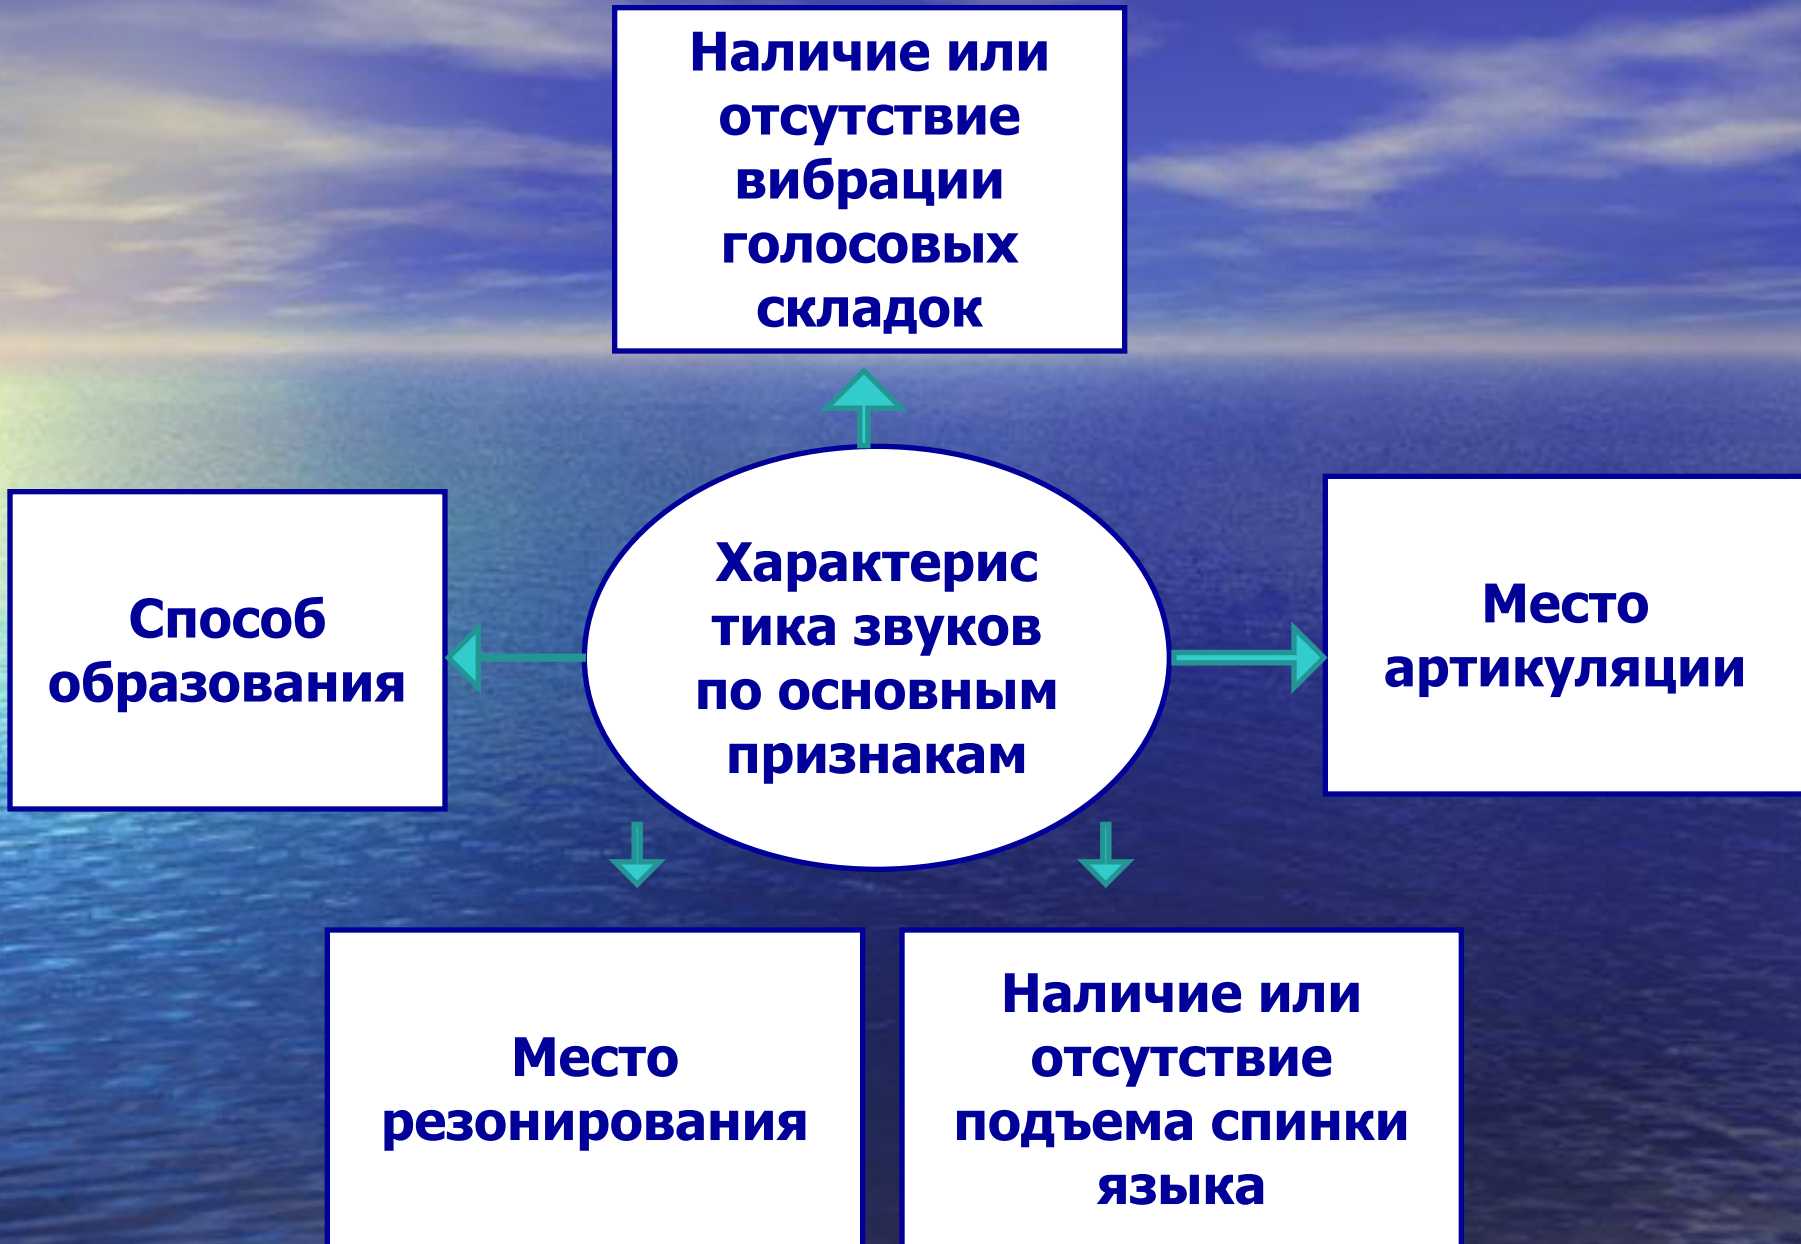 Наличие или
отсутствие
вибрации
голосовых
складок
Способ
образования
Характерис
тика звуков
по основным
признакам
Место
артикуляции
Место
резонирования
Наличие или
отсутствие
подъема спинки
языка